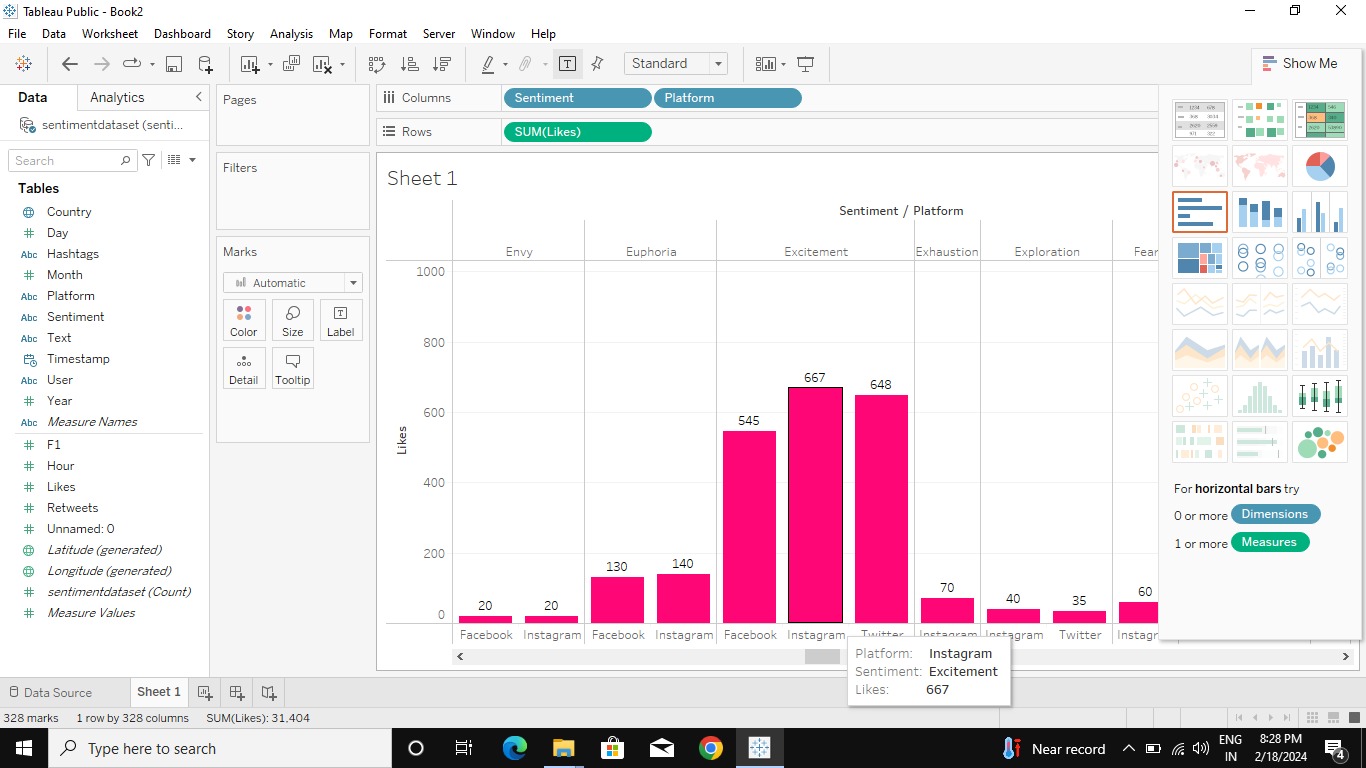 Tableau Public - Book2
File Data Worksheet Dashboard Story Analysis Map Format Server Window Help
Standard
Show Me
Data Analytics
sentimentdataset (senti...
Search
Tables
Country
Day
Abc Hashtags
Month
Abc Platform
Abc Sentiment
Abc Text
Timestamp
Abc User
Year
Abc Measure Names
F1
Hour
Likes
Retweets
Unnamed: 0
Latitude (generated)
Longitude (generated)
sentimentdataset (Count)
Measure Values
Pages
Filters
Marks
Automatic
Color Size Label
Detail Tooltip
Columns Sentiment Platform
Rows SUM(Likes)
Sheet 1
Sentiment / Platform
Envy Euphoria Excitement Exhaustion Exploration Fear
Likes
1000
800
600
400
200
0
20 20 130 140 545 667 648 70 40 35 60
Facebook Instagram Facebook Instagram Facebook Instagram Twitter Instagram Instagram Twitter Instagr
Platform: Instagram
Sentiment: Excitement
Likes: 667
For horizontal bars try
0 or more Dimensions
1 or more Measures
Data Source Sheet 1
328 marks 1 row by 328 columns SUM(Likes): 31,404
Type here to search
Near record
ENG
IN
8:28 PM
2/18/2024
4